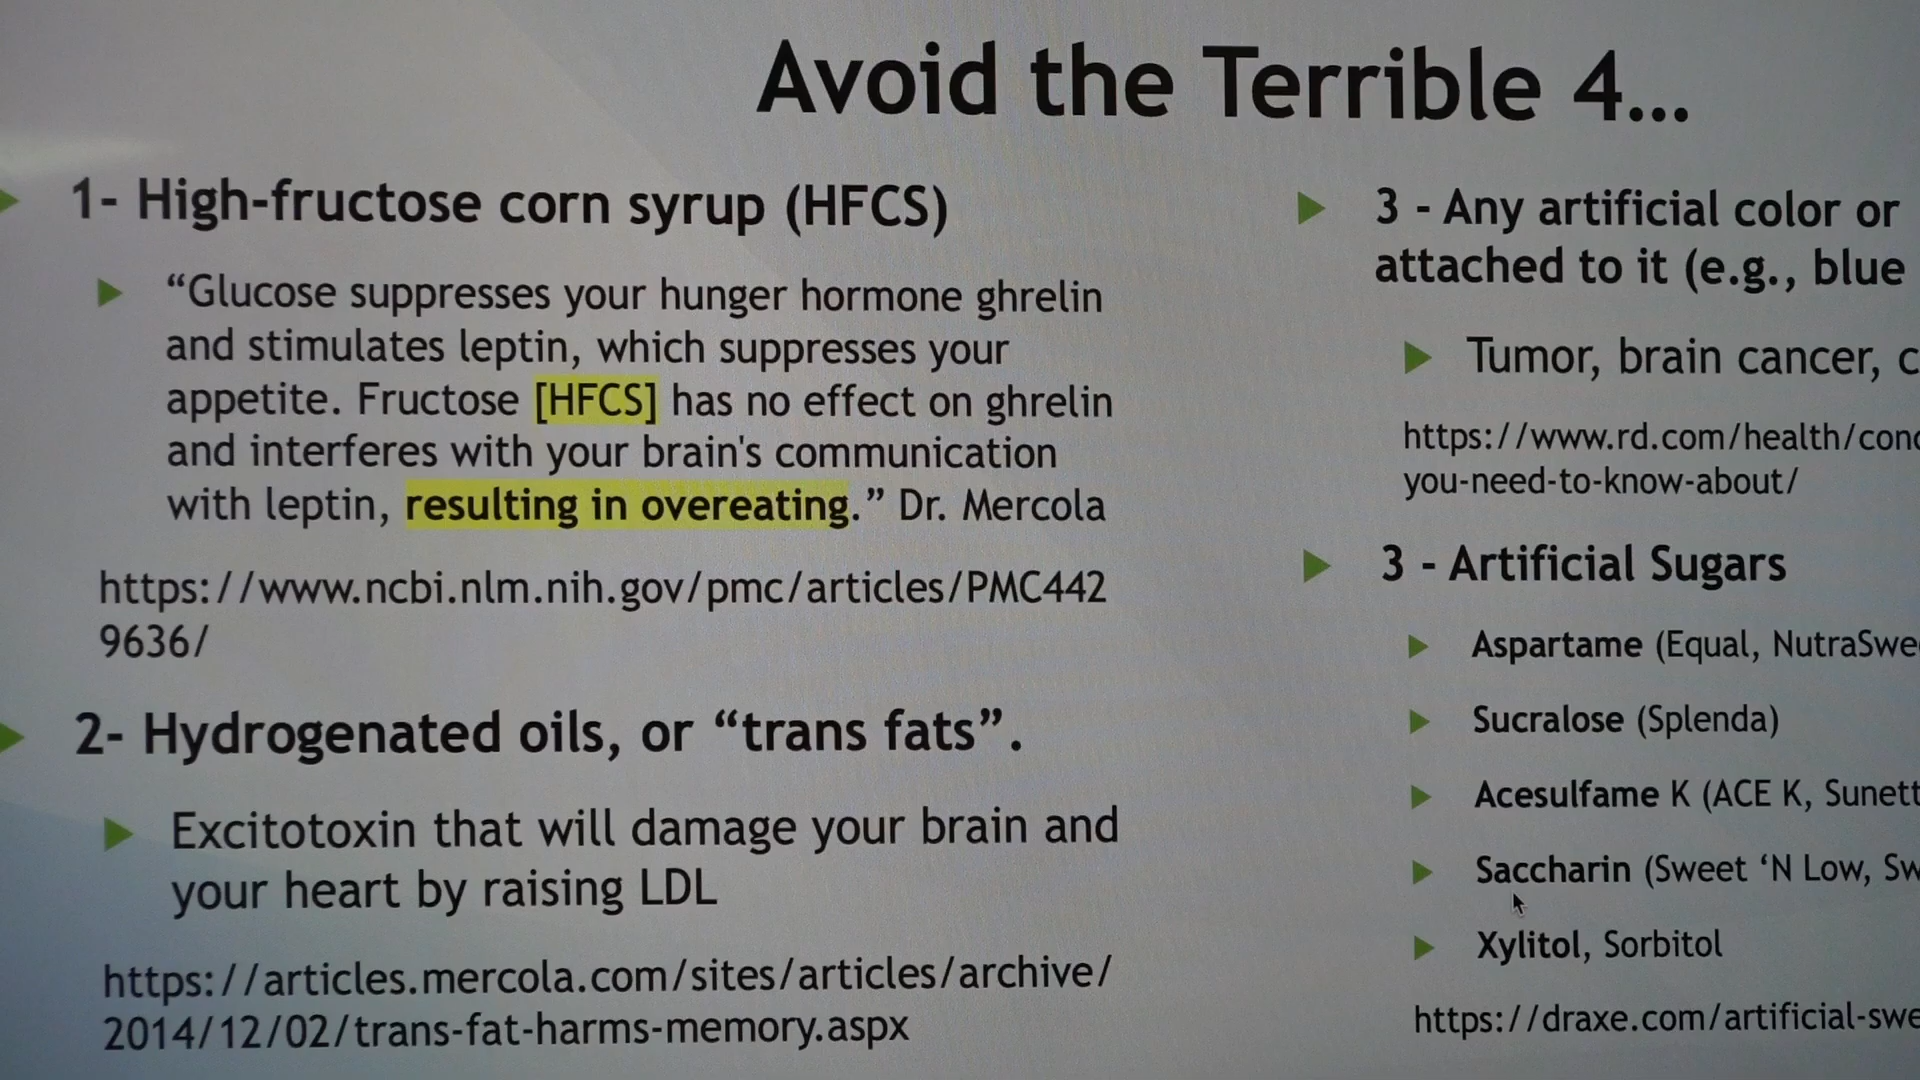 Avoid the Terrible 4...
1- High-fructose corn syrup (HFCS)
“Glucose suppresses your hunger hormone ghrelin
and stimulates leptin, which suppresses your
appetite. Fructose [HFCS] has no effect on ghrelin
and interferes with your brain's communication
with leptin, resulting in overeating.” Dr. Mercola
https://www.ncbi.nlm.nih.gov/pmc/articles/PMC442
9636/
2- Hydrogenated oils, or “trans fats”.
Excitotoxin that will damage your brain and
your heart by raising LDL
https://articles.mercola.com/sites/articles/archive/
2014/12/02/trans-fat-harms-memory.aspx
3 - Any artificial color or
attached to it (e.g., blue
Tumor, brain cancer, c
https://www.rd.com/health/cond
you-need-to-know-about/
3 - Artificial Sugars
Aspartame (Equal, NutraSwe
Sucralose (Splenda)
Acesulfame K (ACE K, Sunett
Saccharin (Sweet ‘N Low, Sw
Xylitol, Sorbitol
https://draxe.com/artificial-swe